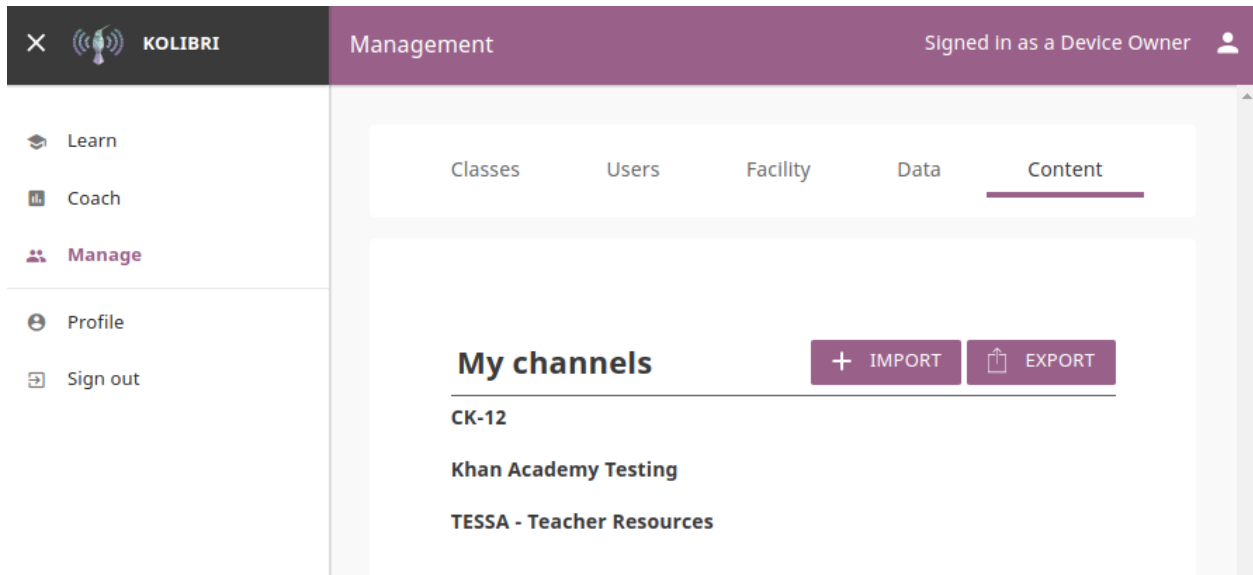 KOLIBRI
Management
Signed in as a Device Owner
Learn
Coach
Manage
Profile
Sign out
Classes Users Facility Data Content
My channels
IMPORT
EXPORT
CK-12
Khan Academy Testing
TESSA - Teacher Resources